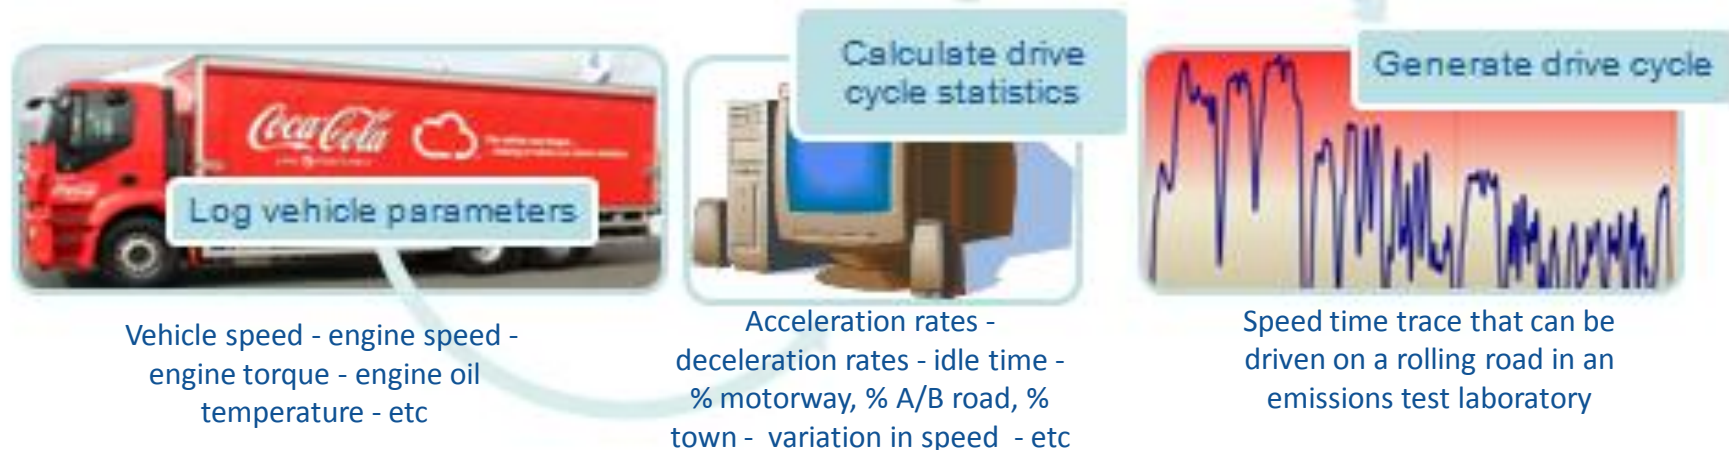 Coca-Cola
Log vehicle parameters
Vehicle speed - engine speed -
engine torque - engine oil
temperature - etc
Calculate drive
cycle statistics
Acceleration rates -
deceleration rates - idle time -
% motorway, % A/B road, %
town - variation in speed - etc
Generate drive cycle
Speed time trace that can be
driven on a rolling road in an
emissions test laboratory